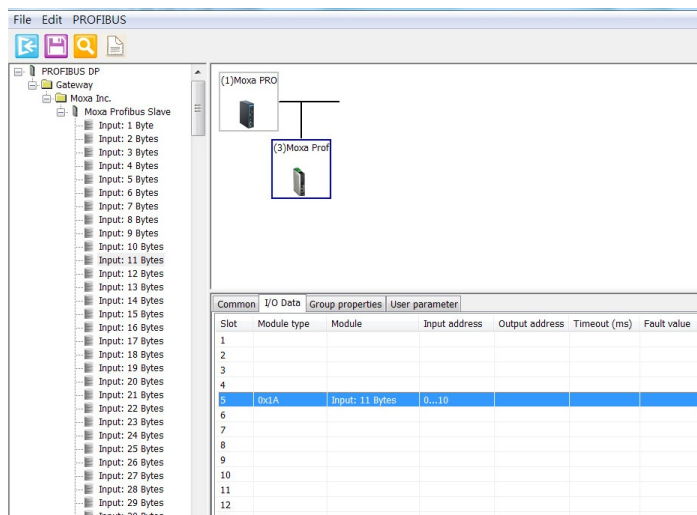 File Edit PROFIBUS
PROFIBUS DP
Gateway
Moxa Inc.
Moxa Profibus Slave
Input: 1 Byte
Input: 2 Bytes
Input: 3 Bytes
Input: 4 Bytes
Input: 5 Bytes
Input: 6 Bytes
Input: 7 Bytes
Input: 8 Bytes
Input: 9 Bytes
Input: 10 Bytes
Input: 11 Bytes
Input: 12 Bytes
Input: 13 Bytes
Input: 14 Bytes
Input: 15 Bytes
Input: 16 Bytes
Input: 17 Bytes
Input: 18 Bytes
Input: 19 Bytes
Input: 20 Bytes
Input: 21 Bytes
Input: 22 Bytes
Input: 23 Bytes
Input: 24 Bytes
Input: 25 Bytes
Input: 26 Bytes
Input: 27 Bytes
Input: 28 Bytes
Input: 29 Bytes
(1)Moxa PRO
(3)Moxa Prof
Common I/O Data Group properties User parameter
Slot Module type Module Input address Output address Timeout (ms) Fault value
1
2
3
4
5 0x1A Input: 11 Bytes 0...10
6
7
8
9
10
11
12